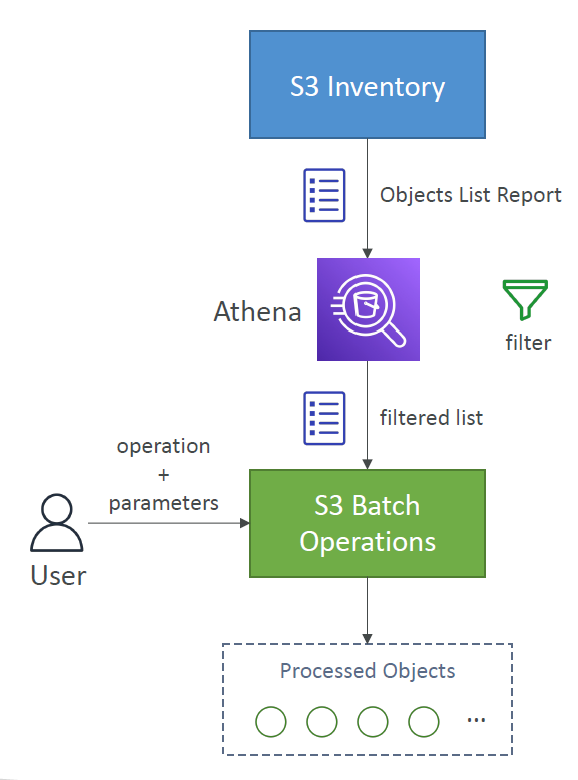 S3 Inventory
Objects List Report
Athena
filter
filtered list
operation
+
parameters
S3 Batch
Operations
User
Processed Objects
...